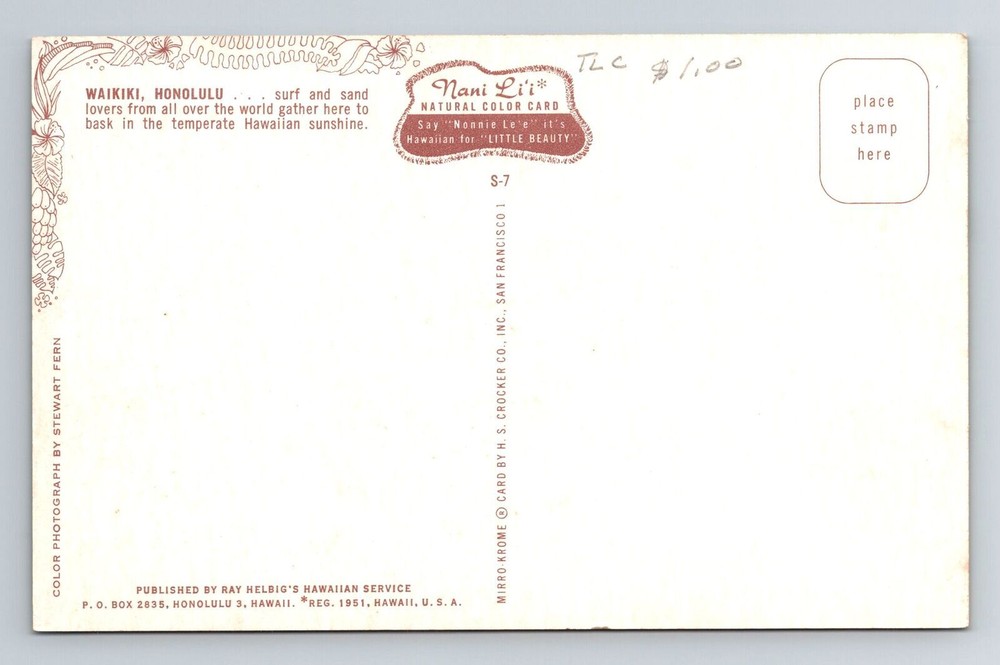 WAIKIKI, HONOLULU . . . surf and sand
lovers from all over the world gather here to
bask in the temperate Hawaiian sunshine.
Nani Li'i*
NATURAL COLOR CARD
Say "Nonnie Le'e" it's
Hawaiian for "LITTLE BEAUTY"
TLC $1.00
place
stamp
here
S-7
MIRRO-KROME ® CARD BY H. S. CROCKER CO., INC., SAN FRANCISCO 1
COLOR PHOTOGRAPH BY STEWART FERN
PUBLISHED BY RAY HELBIG'S HAWAIIAN SERVICE
P. O. BOX 2835, HONOLULU 3, HAWAII. *REG. 1951, HAWAII, U. S. A.